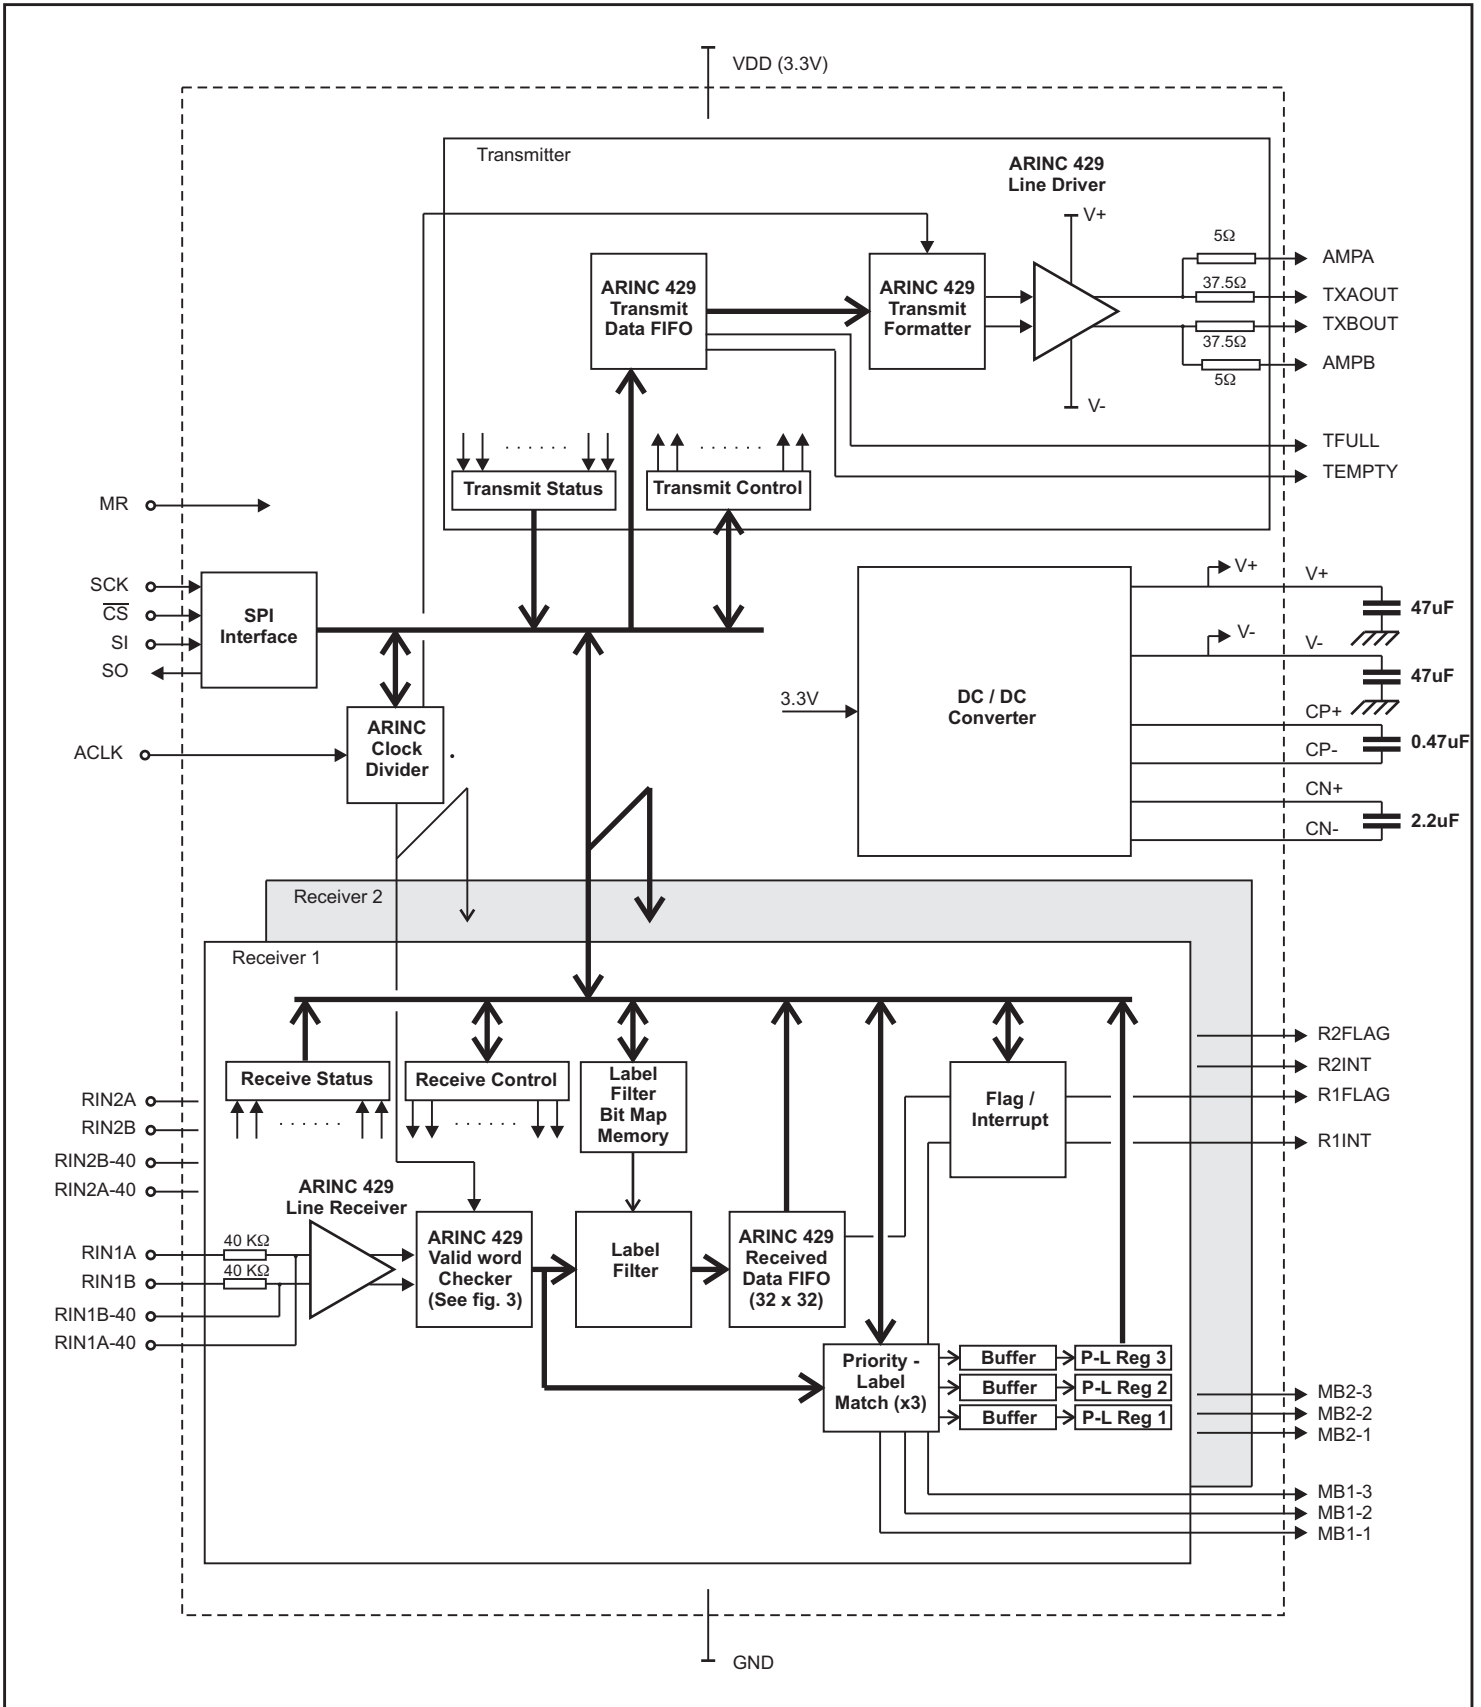 VDD (3.3V)
Transmitter
ARINC 429
Line Driver
V+
5Ω
AMPA
ARINC 429
Transmit
Data FIFO
ARINC 429
Transmit
Formatter
37.5Ω
TXAOUT
TXBOUT
37.5Ω
AMPB
5Ω
V-
TFULL
TEMPTY
. . . . . .
. . . . . .
Transmit Status
Transmit Control
MR
SCK
CS
SI
SO
SPI
Interface
V+
V+
47uF
V-
V-
47uF
3.3V
DC / DC
Converter
CP+
CP-
0.47uF
CN+
CN-
2.2uF
ACLK
ARINC
Clock
Divider
.
Receiver 2
Receiver 1
Receive Status
. . . . . .
Receive Control
. . . . . .
Label
Filter
Bit Map
Memory
Flag /
Interrupt
R2FLAG
R2INT
R1FLAG
R1INT
RIN2A
RIN2B
RIN2B-40
RIN2A-40
ARINC 429
Line Receiver
RIN1A
40 KΩ
RIN1B
40 KΩ
RIN1B-40
RIN1A-40
ARINC 429
Valid word
Checker
(See fig. 3)
Label
Filter
ARINC 429
Received
Data FIFO
(32 x 32)
Priority -
Label
Match (x3)
Buffer
P-L Reg 3
Buffer
P-L Reg 2
Buffer
P-L Reg 1
MB2-3
MB2-2
MB2-1
MB1-3
MB1-2
MB1-1
GND